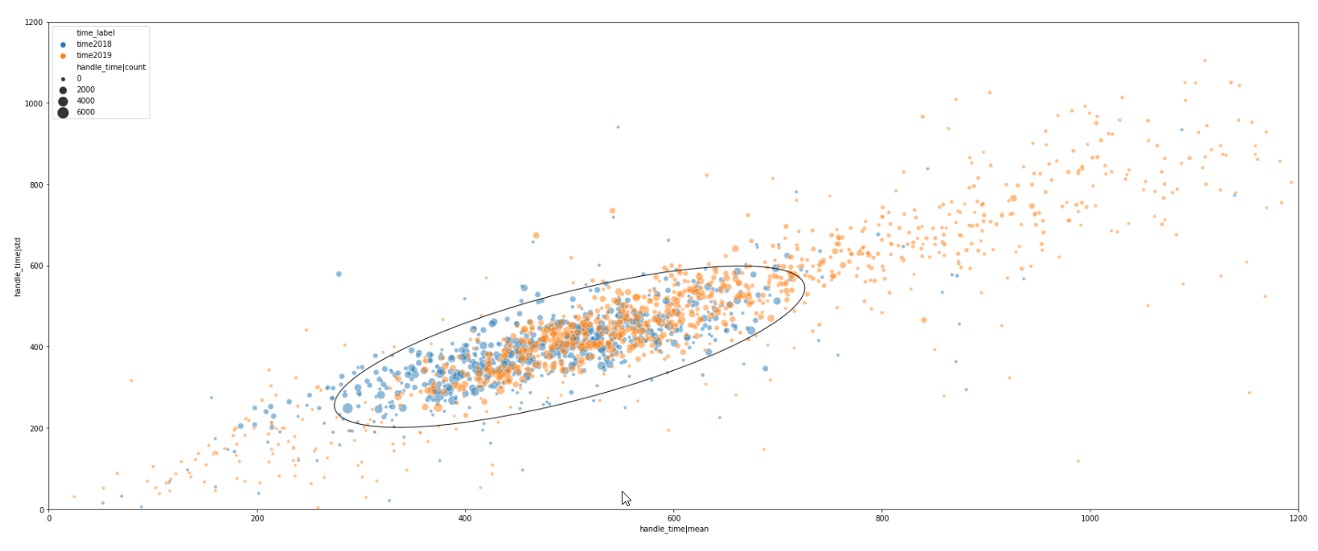 time_label
time2018
time2019
handle_time|count
0
2000
4000
6000
1200
1000
800
600
400
200
0
handle_time|std
0 200 400 600 800 1000 1200
handle_time|mean